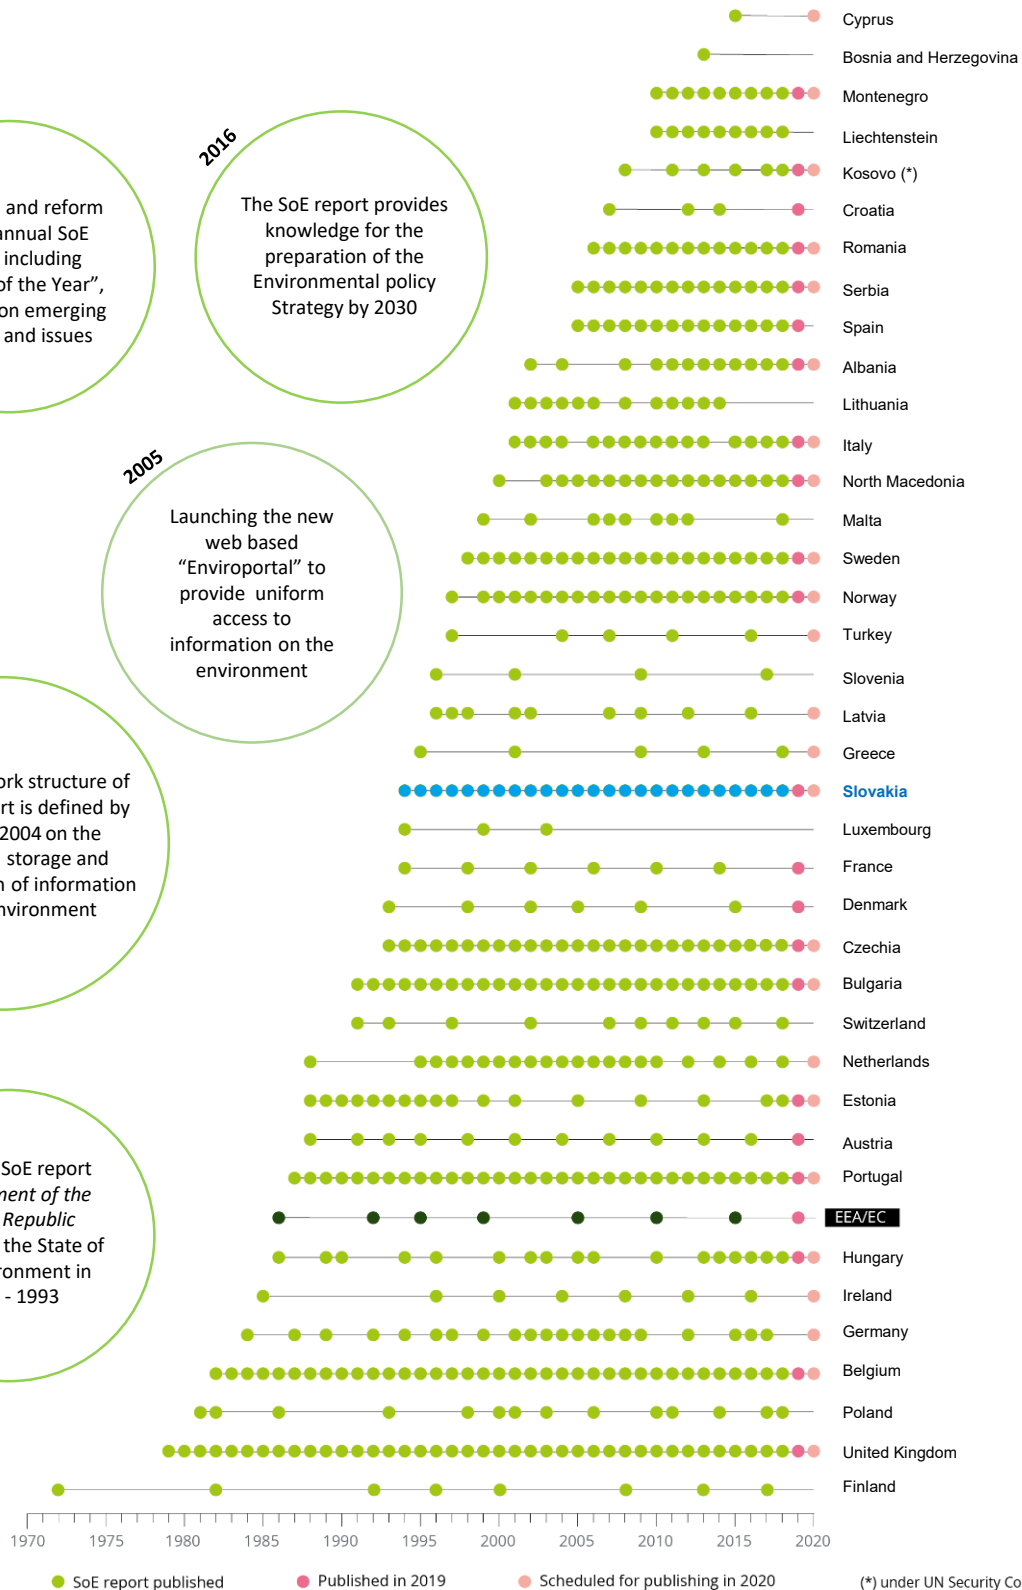 2016
The SoE report provides
knowledge for the
preparation of the
Environmental policy
Strategy by 2030
and reform
annual SoE
including
of the Year”,
on emerging
and issues
2005
Launching the new
web based
“Enviroportal” to
provide uniform
access to
information on the
environment
ork structure of
rt is defined by
2004 on the
storage and
n of information
nvironment
SoE report
ment of the
Republic
the State of
ronment in
- 1993
Cyprus
Bosnia and Herzegovina
Montenegro
Liechtenstein
Kosovo (*)
Croatia
Romania
Serbia
Spain
Albania
Lithuania
Italy
North Macedonia
Malta
Sweden
Norway
Turkey
Slovenia
Latvia
Greece
Slovakia
Luxembourg
France
Denmark
Czechia
Bulgaria
Switzerland
Netherlands
Estonia
Austria
Portugal
EEA/EC
Hungary
Ireland
Germany
Belgium
Poland
United Kingdom
Finland
1970 1975 1980 1985 1990 1995 2000 2005 2010 2015 2020
SoE report published Published in 2019 Scheduled for publishing in 2020 (*) under UN Security Co